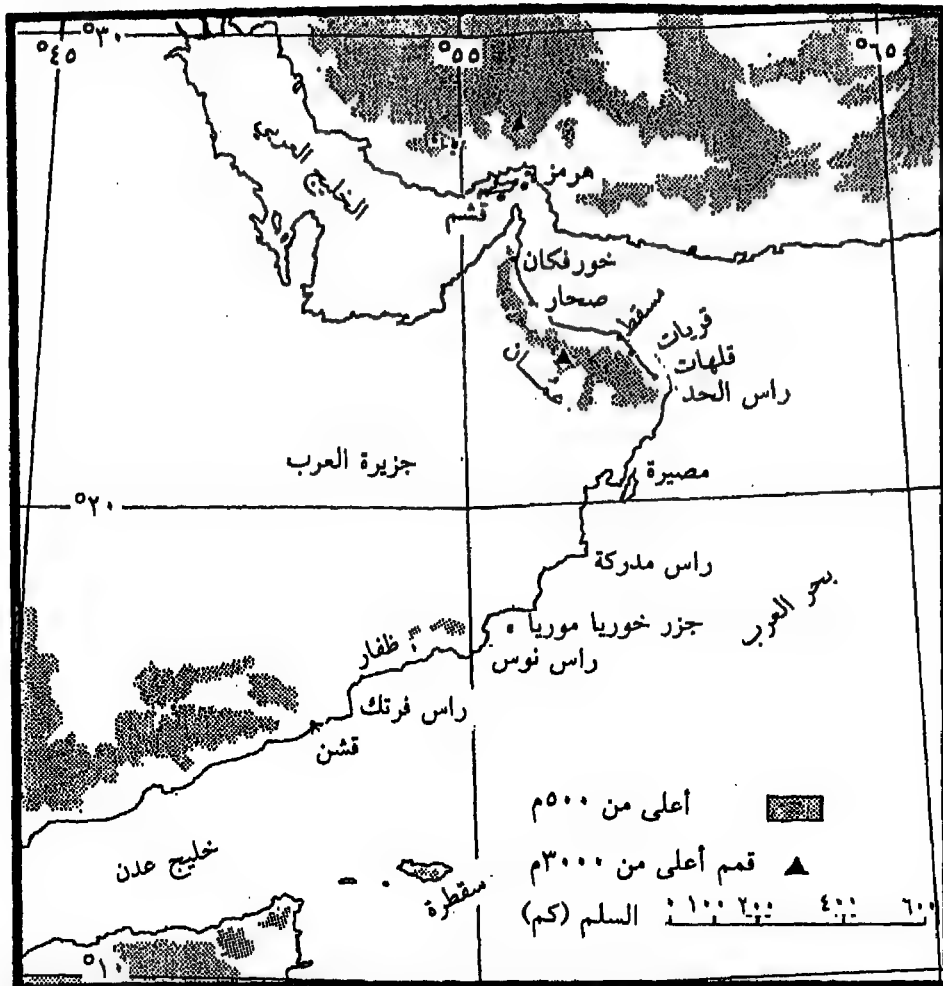 °٣٠
°٤٥
°٥٥
°٦٥
الخليج
العربي
هرمز
قشم
خورفكان
صحار
مسقط
قريات
قلهات
راس الحد
عمان
جزيرة العرب
مصيرة
°٢٠
راس مدركة
بحر العرب
جزر خوريا موريا
ظفار
راس نوس
راس فرتك
قشن
أعلى من ٥٠٠م
خليج عدن
قمم أعلى من ٣٠٠٠م
سقطرة
السلم (كم)
٠ ١٠٠ ٢٠٠ ٤٠٠ ٦٠٠
°١٠